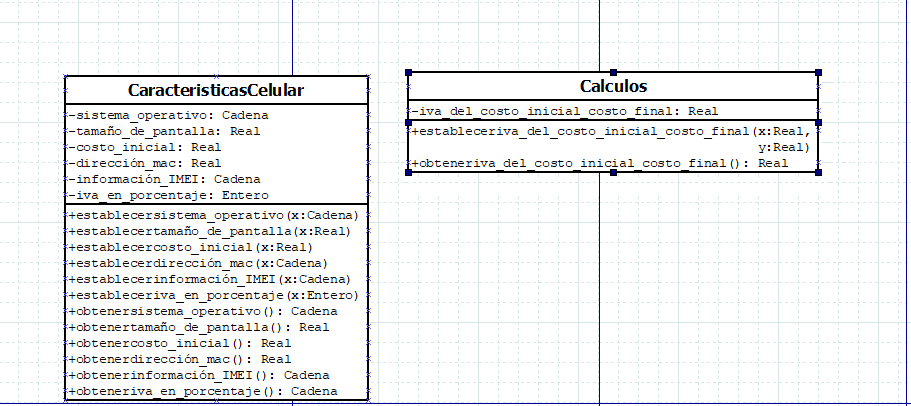 CaracteristicasCelular
-sistema_operativo: Cadena
-tamaño_de_pantalla: Real
-costo_inicial: Real
-dirección_mac: Real
-información_IMEI: Cadena
-iva_en_porcentaje: Entero
+establecersistema_operativo(x:Cadena)
+establecertamaño_de_pantalla(x:Real)
+establecercosto_inicial(x:Real)
+establecerdirección_mac(x:Cadena)
+establecerinformación_IMEI(x:Cadena)
+estableceriva_en_porcentaje(x:Entero)
+obtenersistema_operativo(): Cadena
+obtenertamaño_de_pantalla(): Real
+obtenercosto_inicial(): Real
+obtenerdirección_mac(): Real
+obtenerinformación_IMEI(): Cadena
+obteneriva_en_porcentaje(): Cadena
Calculos
-iva_del_costo_inicial_costo_final: Real
+estableceriva_del_costo_inicial_costo_final(x:Real,
y:Real)
+obteneriva_del_costo_inicial_costo_final(): Real